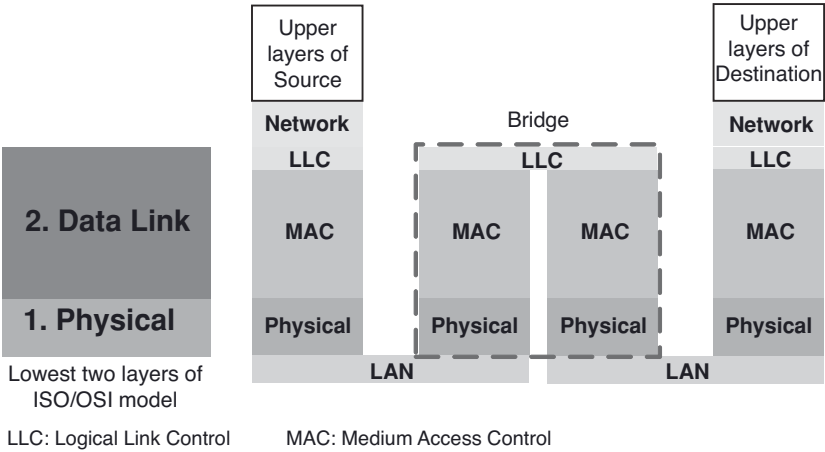 Upper
layers of
Source
Upper
layers of
Destination
Network
Bridge
Network
LLC
LLC
LLC
2. Data Link
MAC
MAC
MAC
MAC
1. Physical
Physical
Physical
Physical
Physical
LAN
LAN
Lowest two layers of
ISO/OSI model
LLC: Logical Link Control
MAC: Medium Access Control